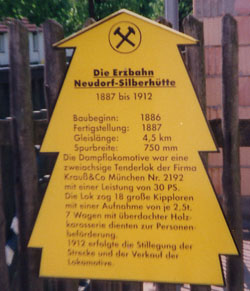 Die Erzbahn
Neudorf-Silberhütte
1887 bis 1912
Baubeginn: 1886
Fertigstellung: 1887
Gleislänge: 4,5 km
Spurbreite: 750 mm
Die Dampflokomotive war eine
zweiachsige Tenderlok der Firma
Krauß&Co München Nr. 2192
mit einer Leistung von 30 PS.
Die Lok zog 18 große Kipploren
mit einer Aufnahme von je 2,5t.
7 Wagen mit überdachter Holz-
karosserie dienten zur Personen-
beförderung.
1912 erfolgte die Stillegung der
Strecke und der Verkauf der
Lokomotive.